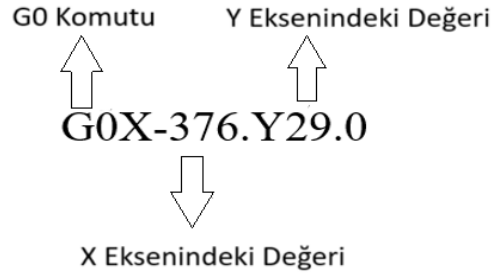 G0 Komutu Y Eksenindeki Değeri
G0X-376.Y29.0
X Eksenindeki Değeri